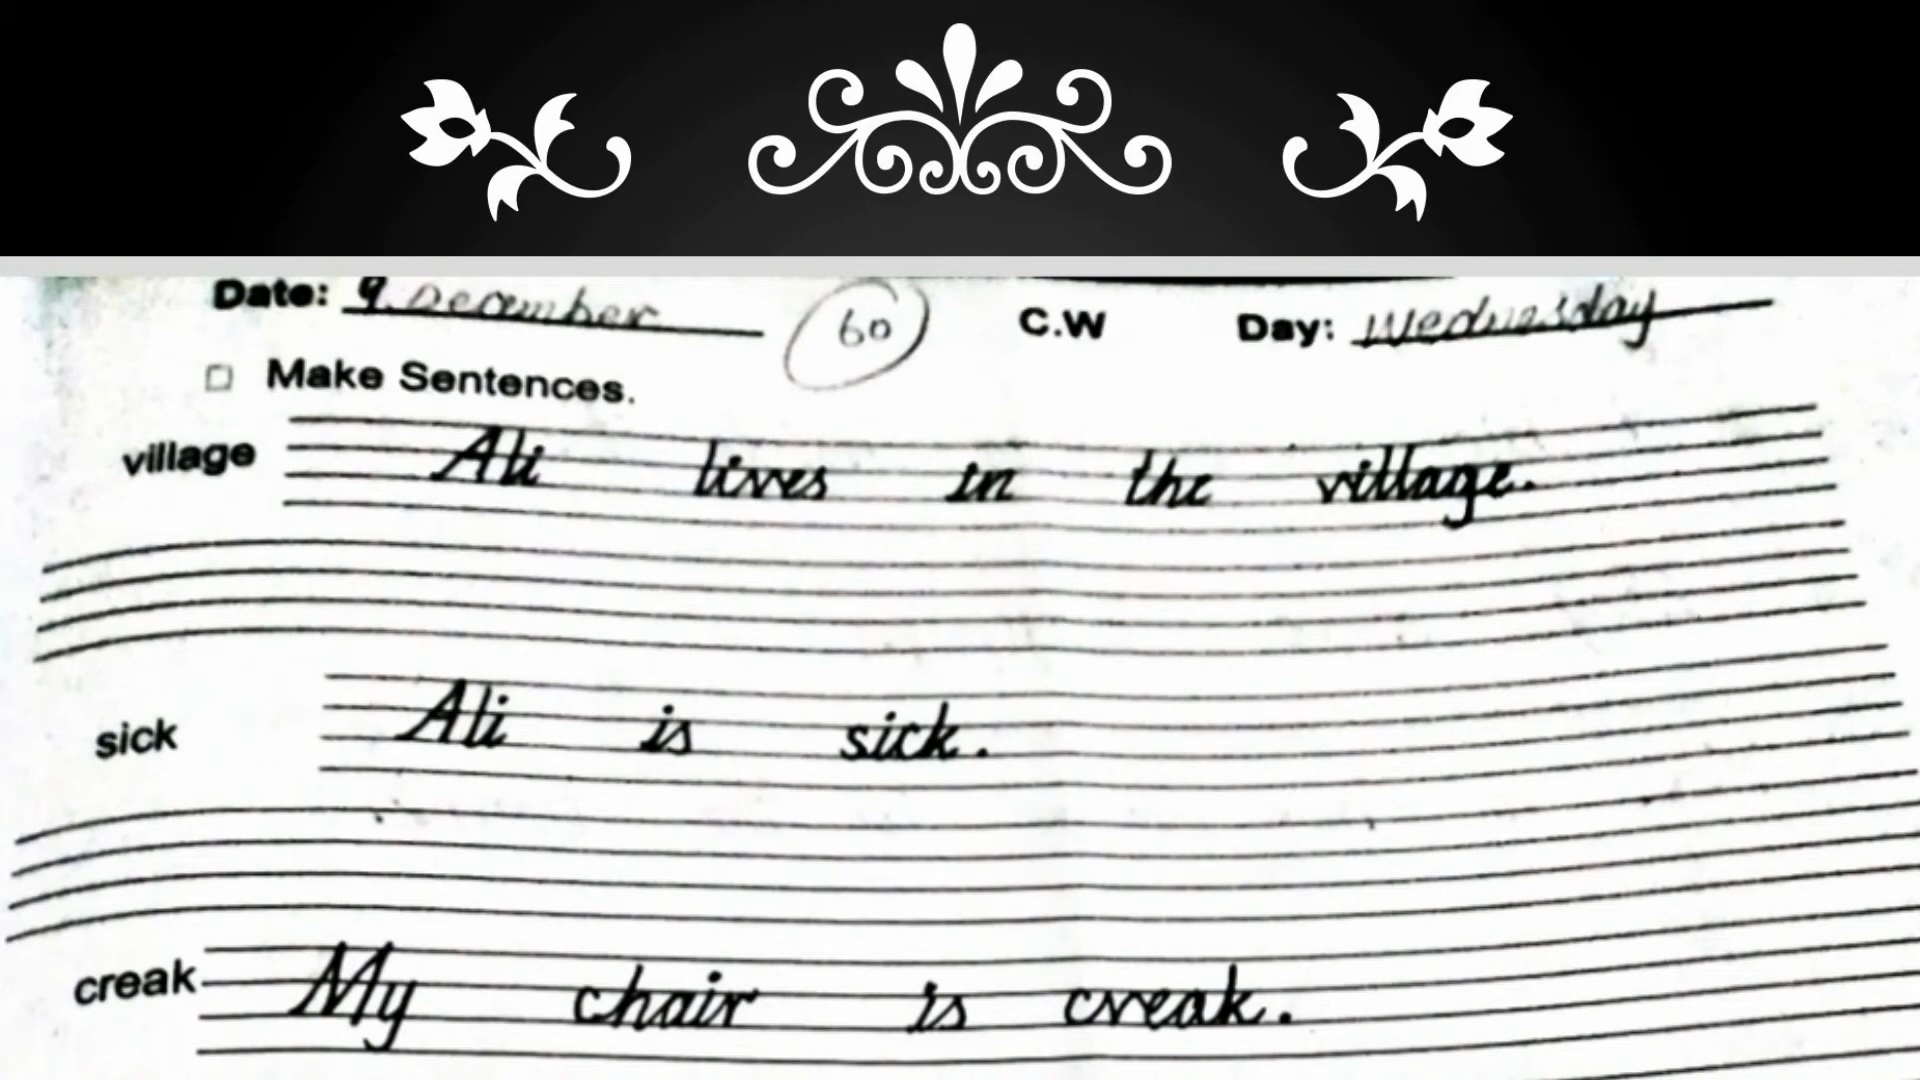 Date: 9. December 60 C.W Day: Wednesday
Make Sentences.
village Ali lives in the village.
sick Ali is sick.
creak My chair is creak.